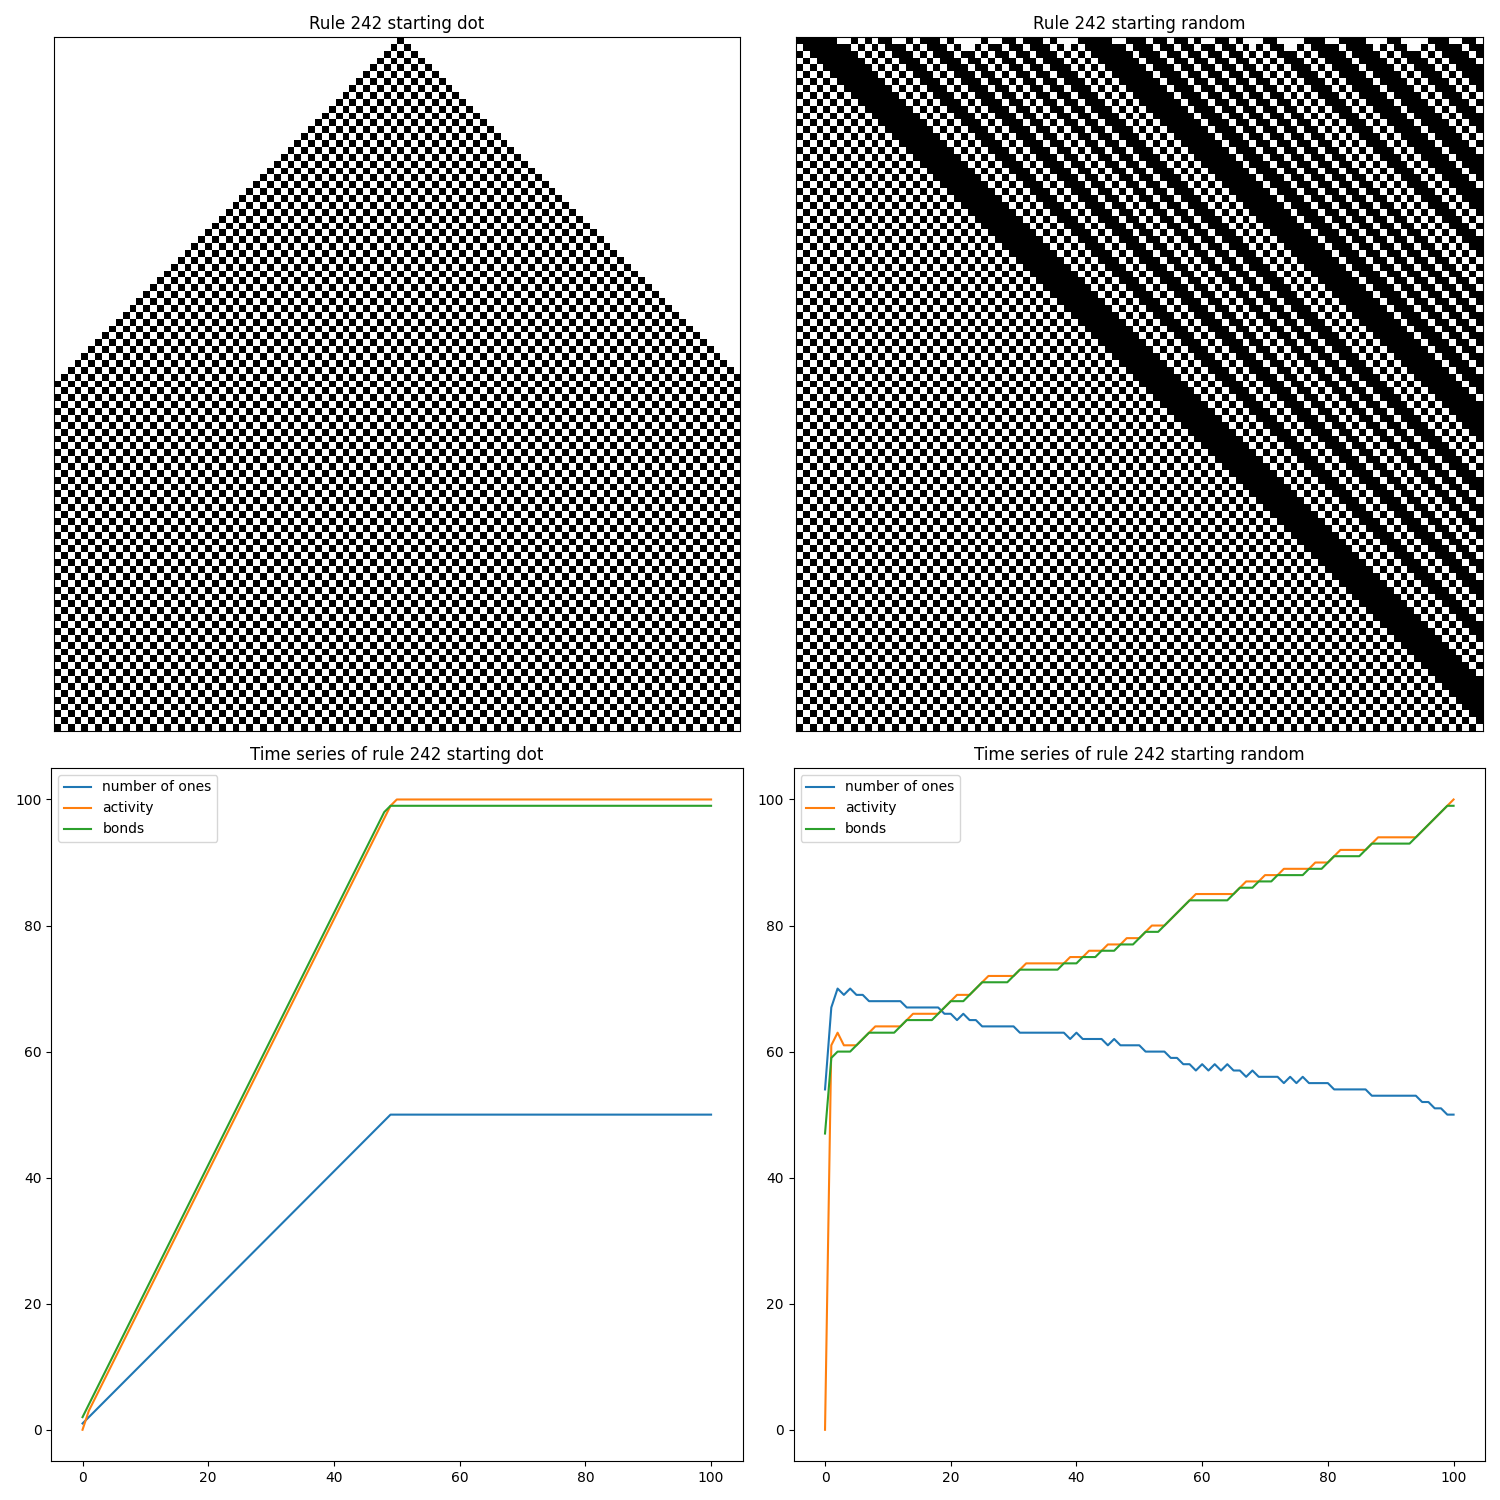 Rule 242 starting dot
Rule 242 starting random
Time series of rule 242 starting dot
100
80
60
40
20
0
number of ones
activity
bonds
0 20 40 60 80 100
Time series of rule 242 starting random
100
80
60
40
20
0
number of ones
activity
bonds
0 20 40 60 80 100